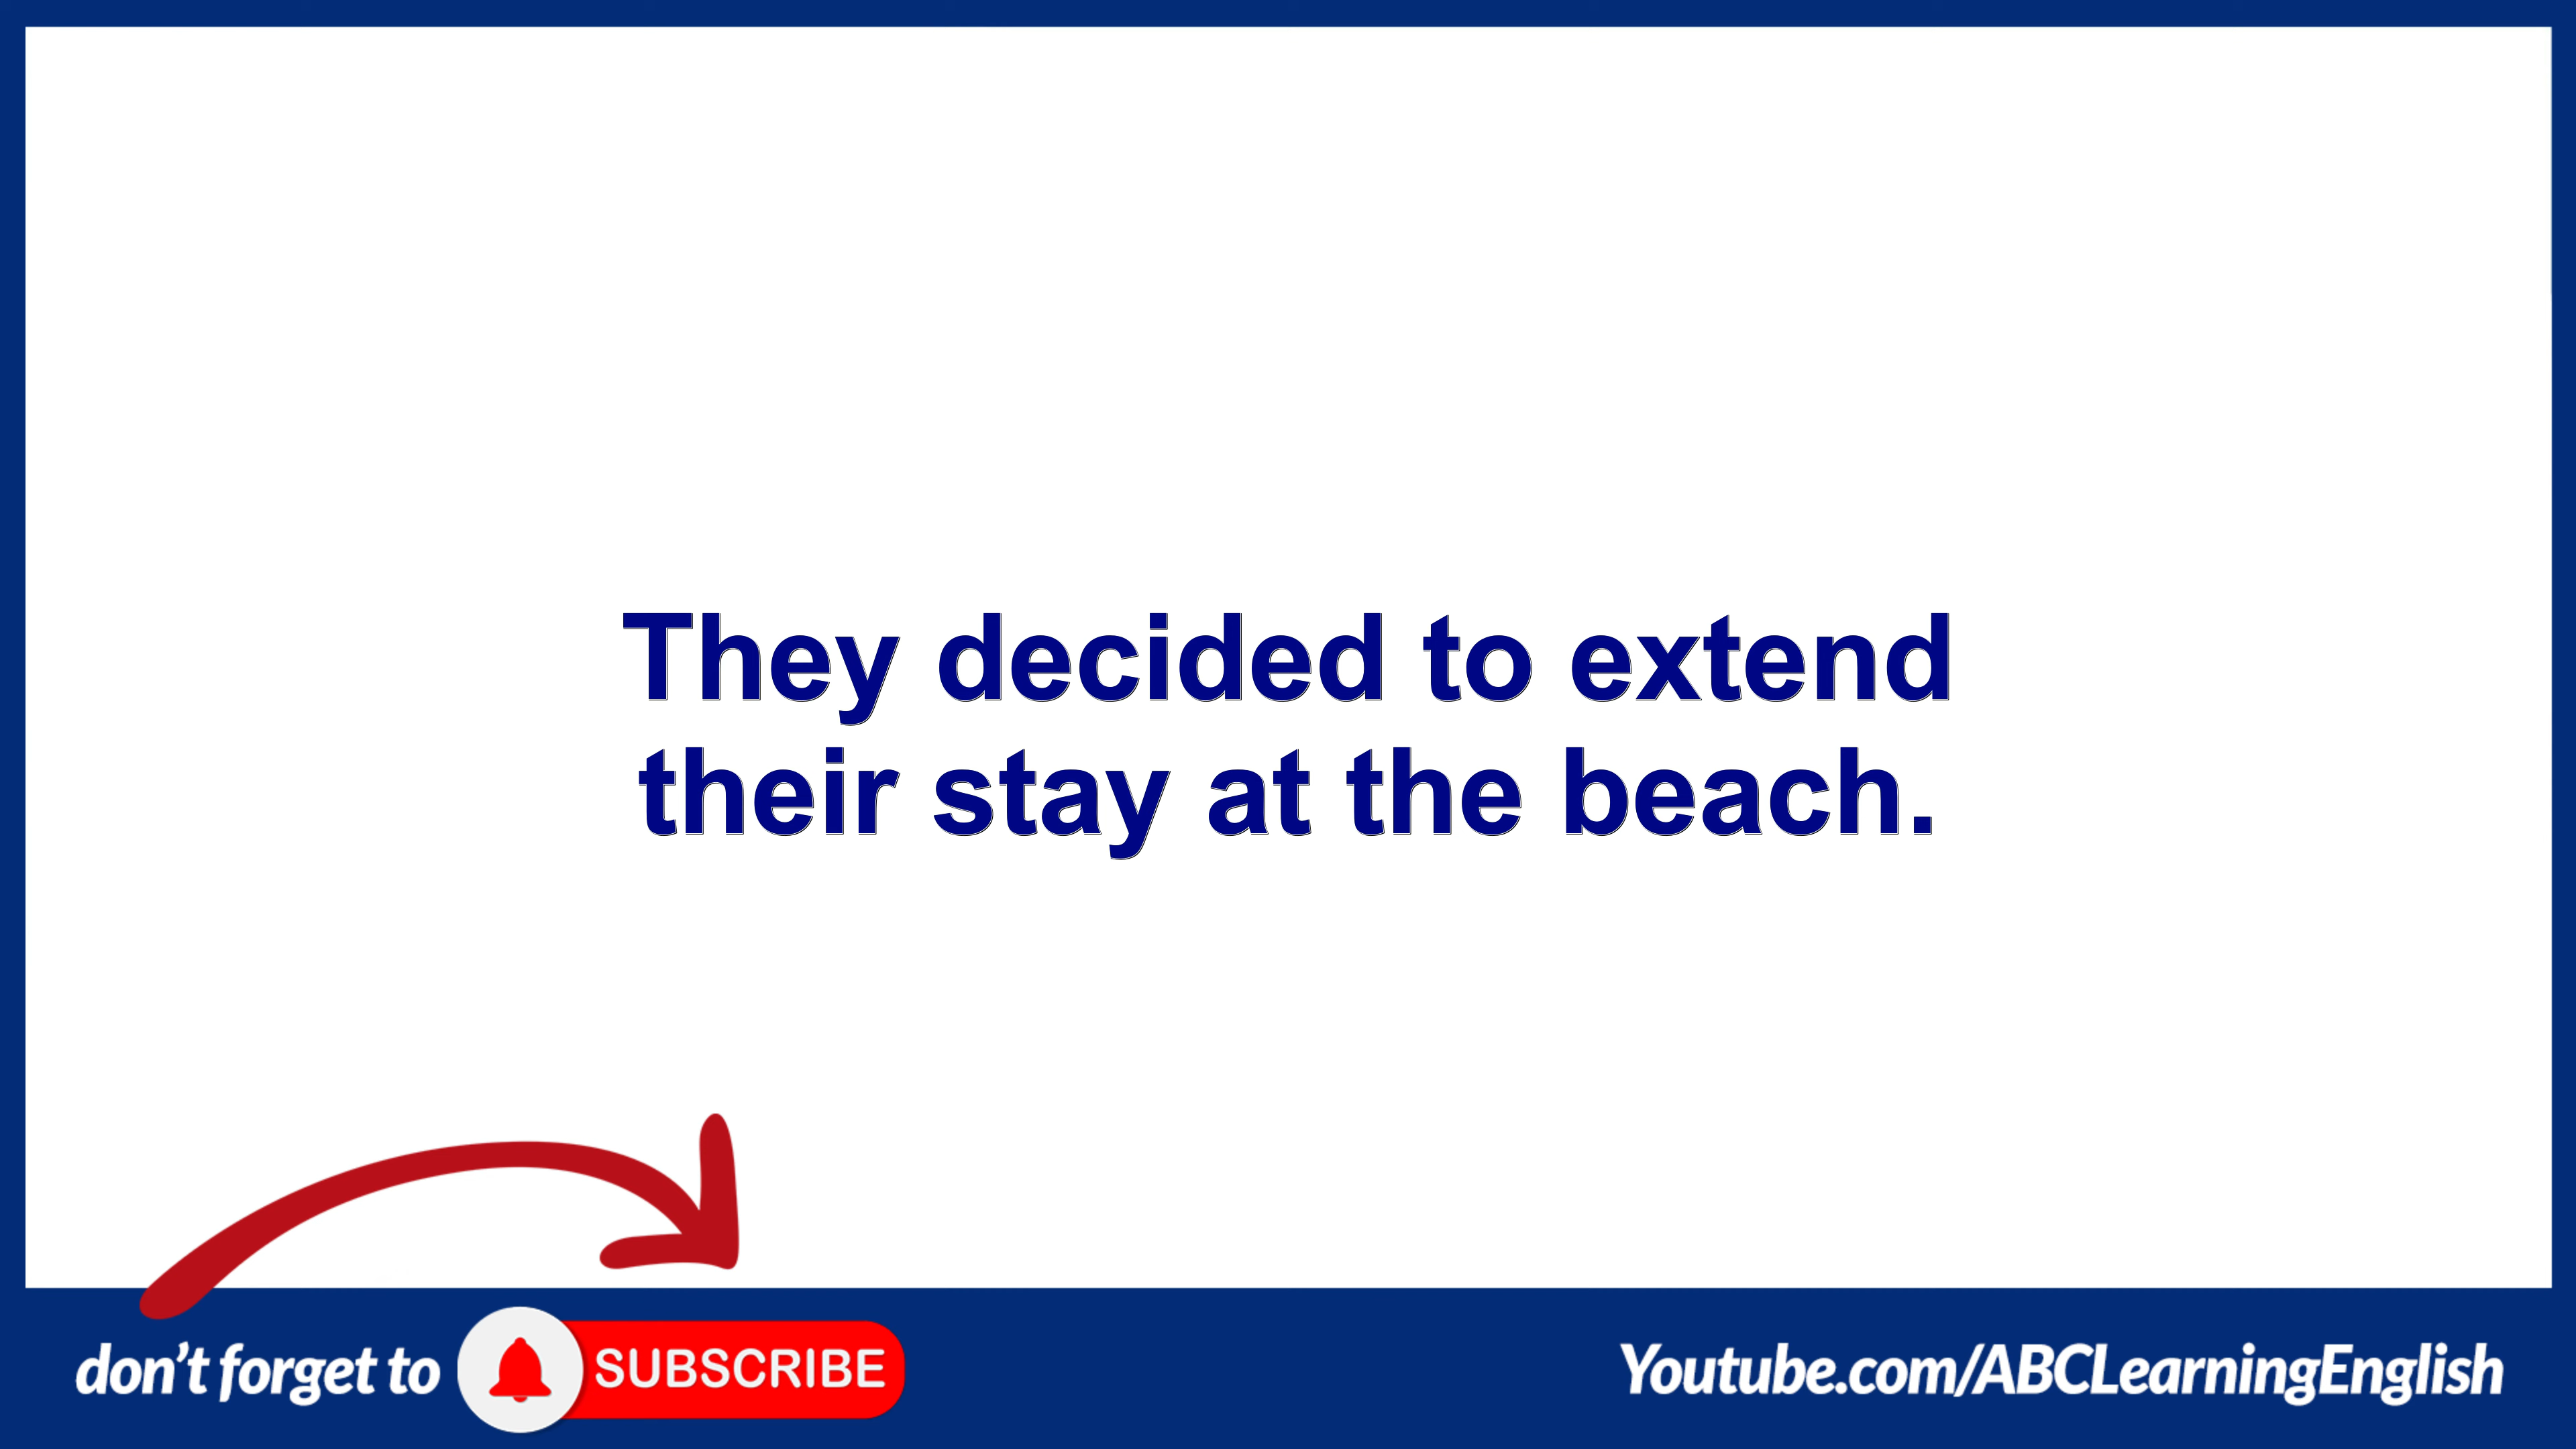 They decided to extend
their stay at the beach.
don't forget to SUBSCRIBE
Youtube.com/ABCLearningEnglish